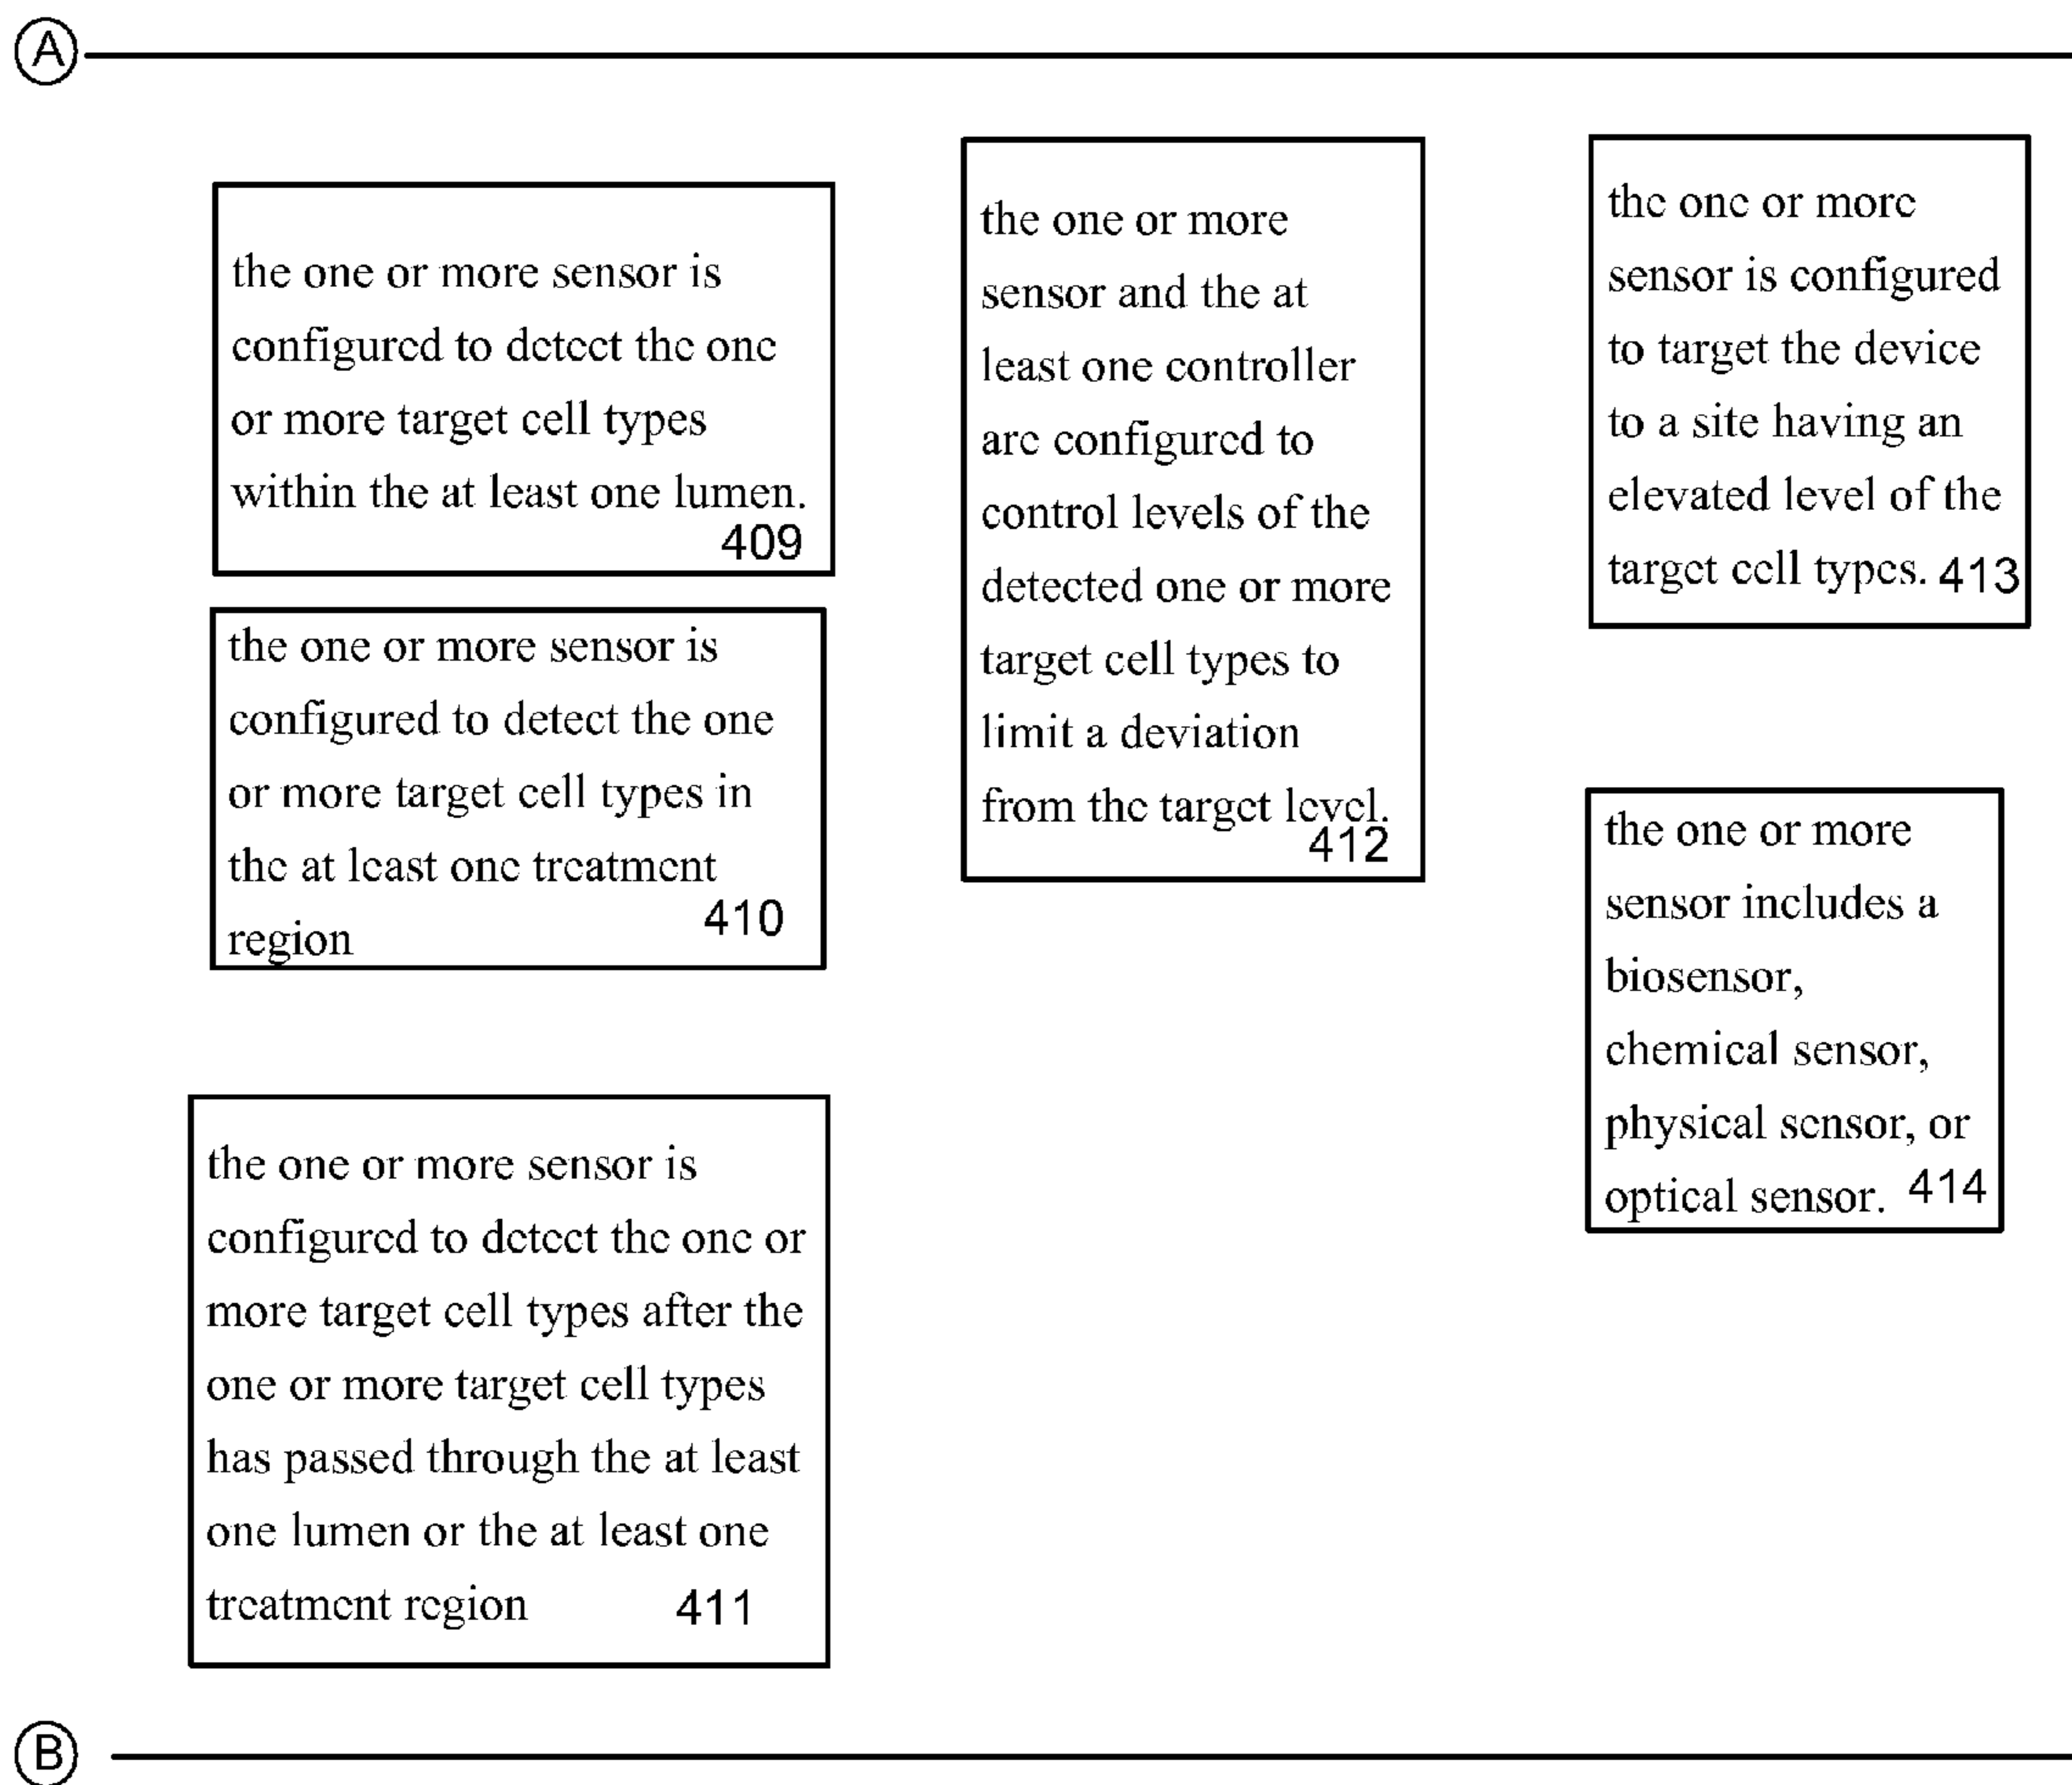 A
the one or more sensor is
configured to detect the one
or more target cell types
within the at least one lumen.
409
the one or more sensor is
configured to detect the one
or more target cell types in
the at least one treatment
region
410
the one or more sensor is
configured to detect the one or
more target cell types after the
one or more target cell types
has passed through the at least
one lumen or the at least one
treatment region 411
the one or more
sensor and the at
least one controller
are configured to
control levels of the
detected one or more
target cell types to
limit a deviation
from the target level.
412
the one or more
sensor is configured
to target the device
to a site having an
elevated level of the
target cell types. 413
the one or more
sensor includes a
biosensor,
chemical sensor,
physical sensor, or
optical sensor. 414
B